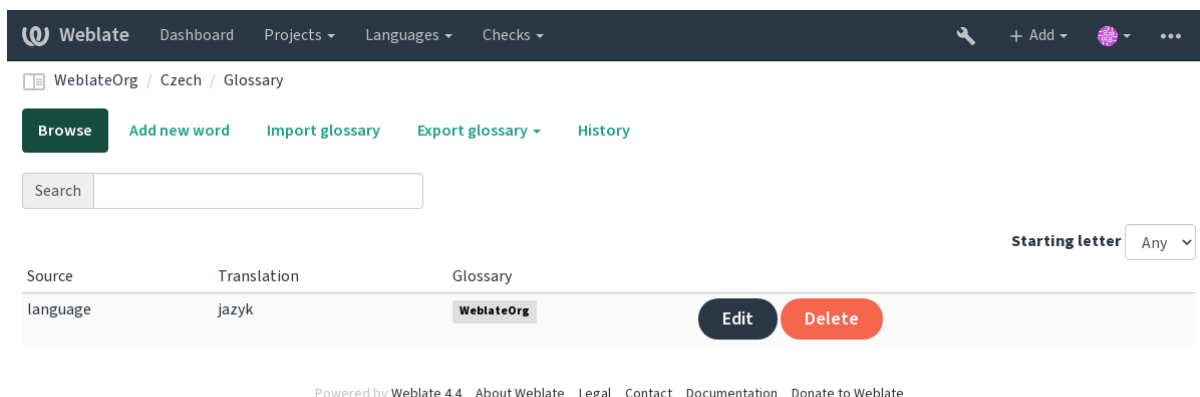 Weblate Dashboard Projects Languages Checks + Add
WeblateOrg / Czech / Glossary
Browse Add new word Import glossary Export glossary History
Search
Starting letter Any
Source Translation Glossary
language jazyk WeblateOrg Edit Delete
Powered by Weblate 4.4 About Weblate Legal Contact Documentation Donate to Weblate